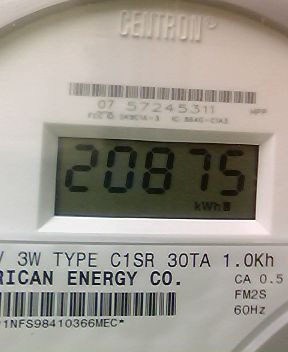 CENTRON®
07 57245311
20875
kWh
V 3W TYPE C1SR 30TA 1.0Kh
RICAN ENERGY CO.
CA 0.5
FM2S
60Hz
1NFS98410366MEC*